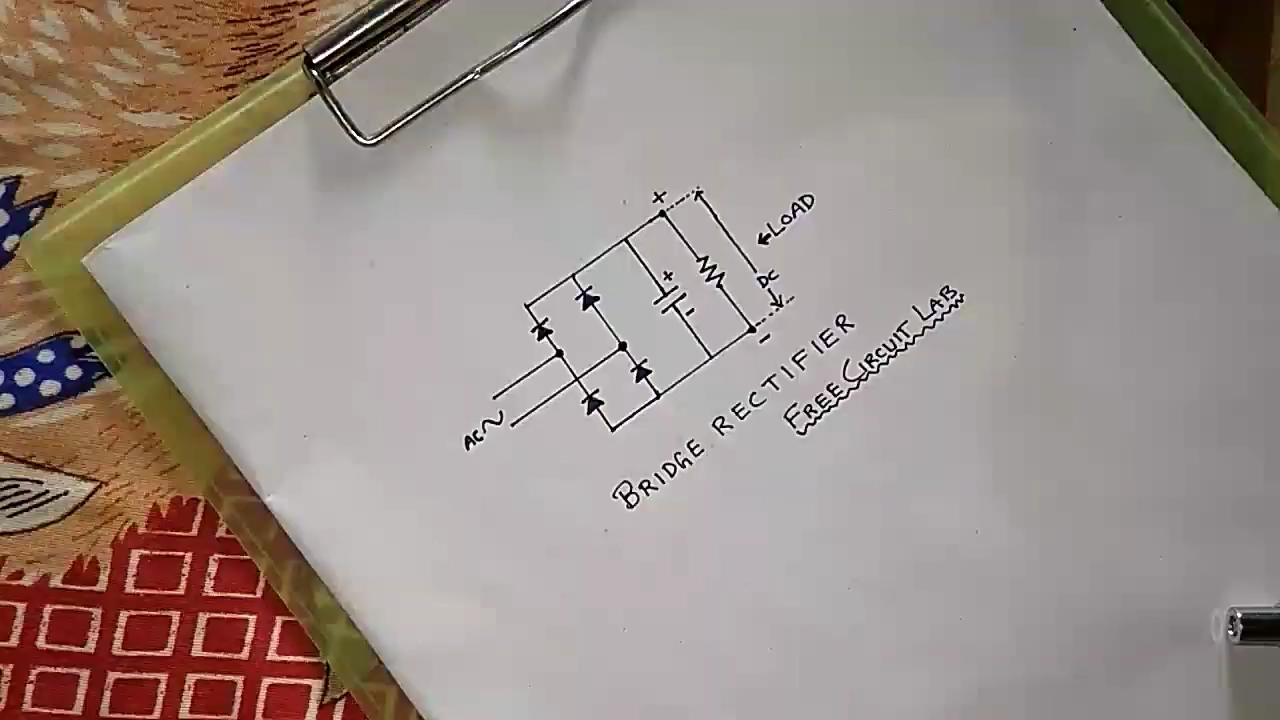 +
← LOAD
+
-
DC
-
AC ~
BRIDGE RECTIFIER
FREE CIRCUIT LAB